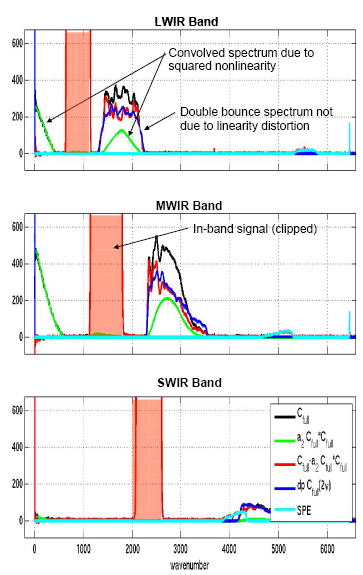 LWIR Band
600
400
200
0
Convolved spectrum due to
squared nonlinearity
Double bounce spectrum not
due to linearity distortion
MWIR Band
600
400
200
0
In-band signal (clipped)
SWIR Band
600
400
200
0
C_full
a_2 C_full*C_full
C_full-a_2 C_full*C_full
dp C_full(2ν)
SPE
0
1000
2000
3000
4000
5000
6000
wavenumber